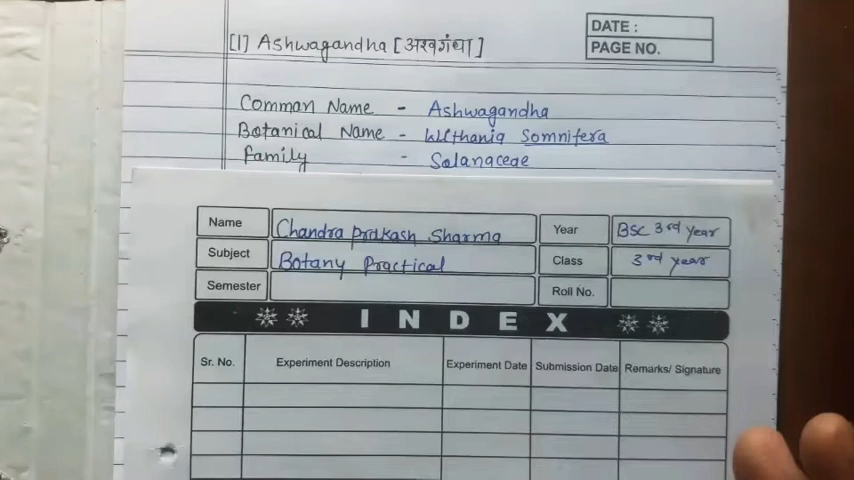 [1] Ashwagandha [अश्वगंधा]
DATE :
PAGE NO.
Comman Name - Ashwagandha
Botanical Name - Withania Somnifera
Family - Solanaceae
Name Chandra Prakash Sharma Year BSC 3rd year
Subject Botany Practical Class 3rd year
Semester Roll No.
INDEX
Sr. No. Experiment Description Experiment Date Submission Date Remarks/ Signature